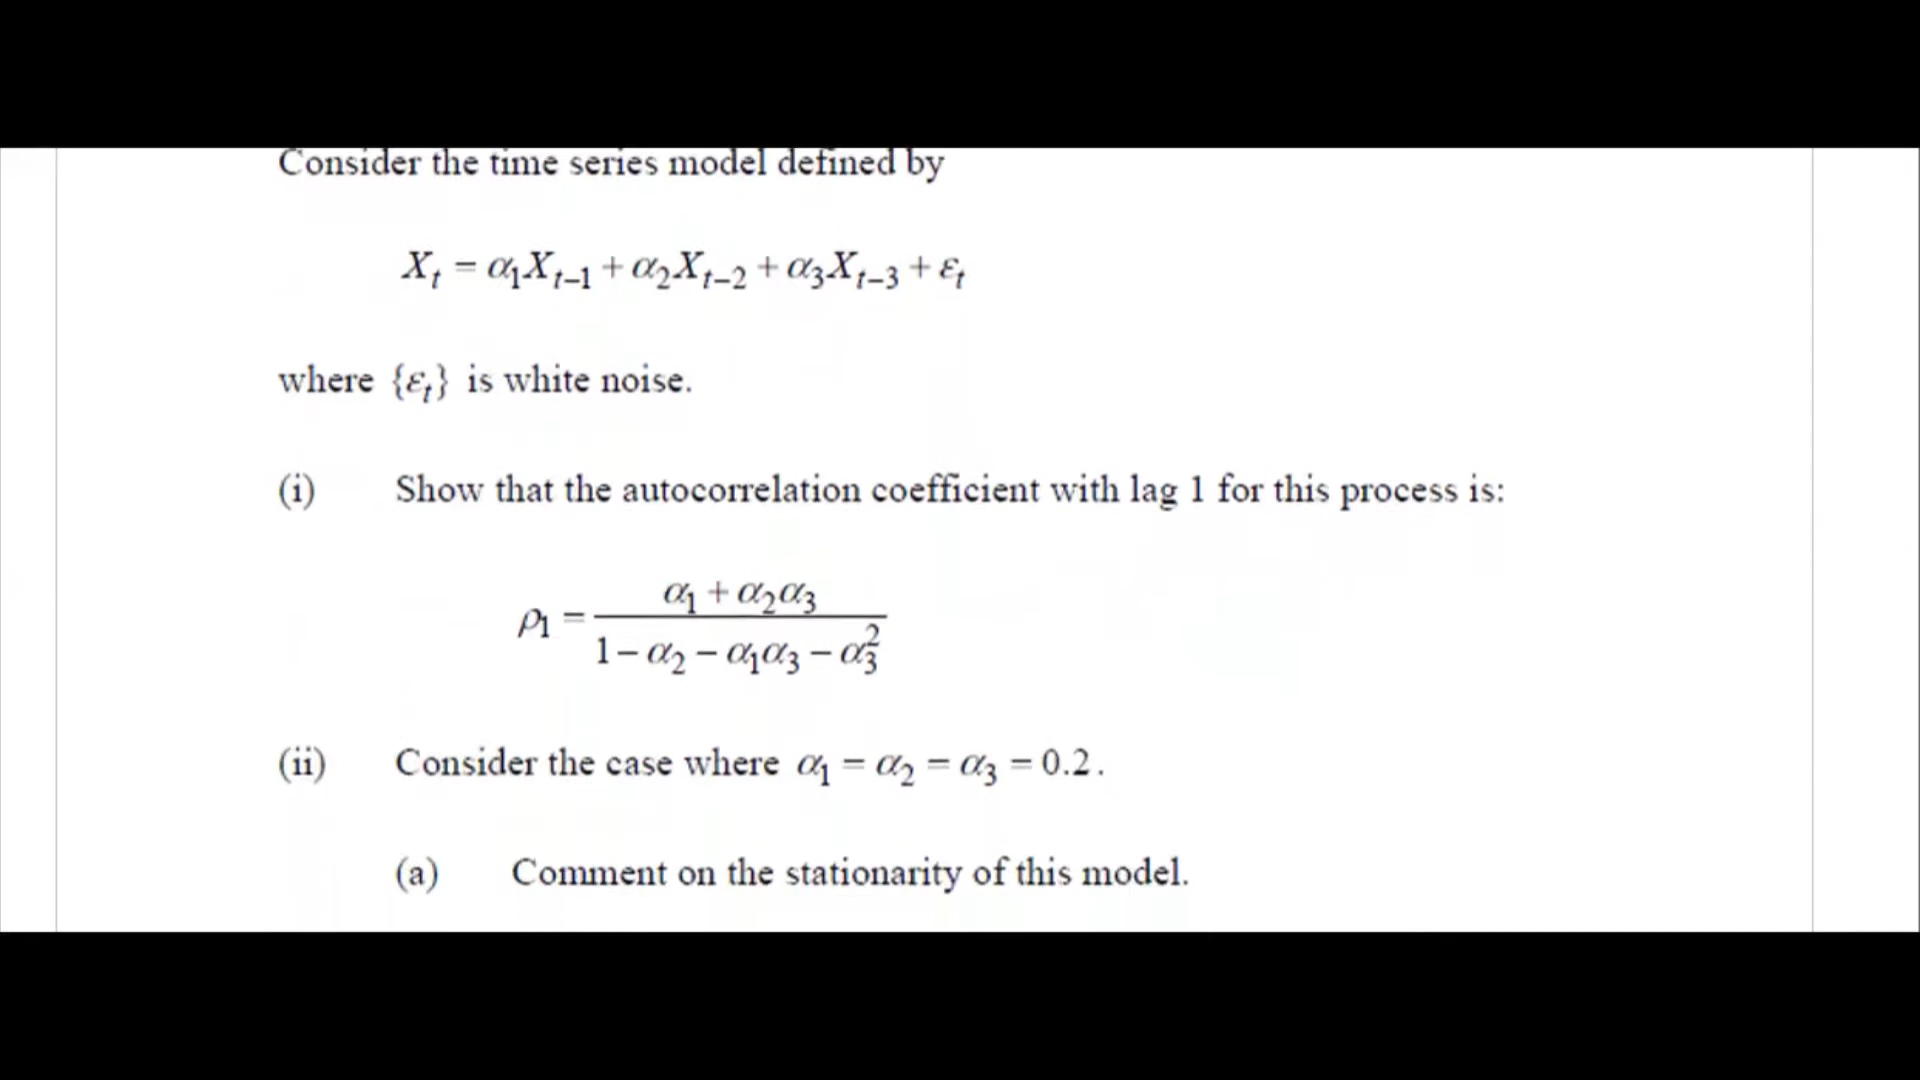 Consider the time series model defined by
X_t = α_1X_{t−1} + α_2X_{t−2} + α_3X_{t−3} + ε_t
where {ε_t} is white noise.
(i) Show that the autocorrelation coefficient with lag 1 for this process is:
ρ_1 = \frac{α_1 + α_2α_3}{1 − α_2 − α_1α_3 − α_3^2}
(ii) Consider the case where α_1 = α_2 = α_3 = 0.2.
(a) Comment on the stationarity of this model.